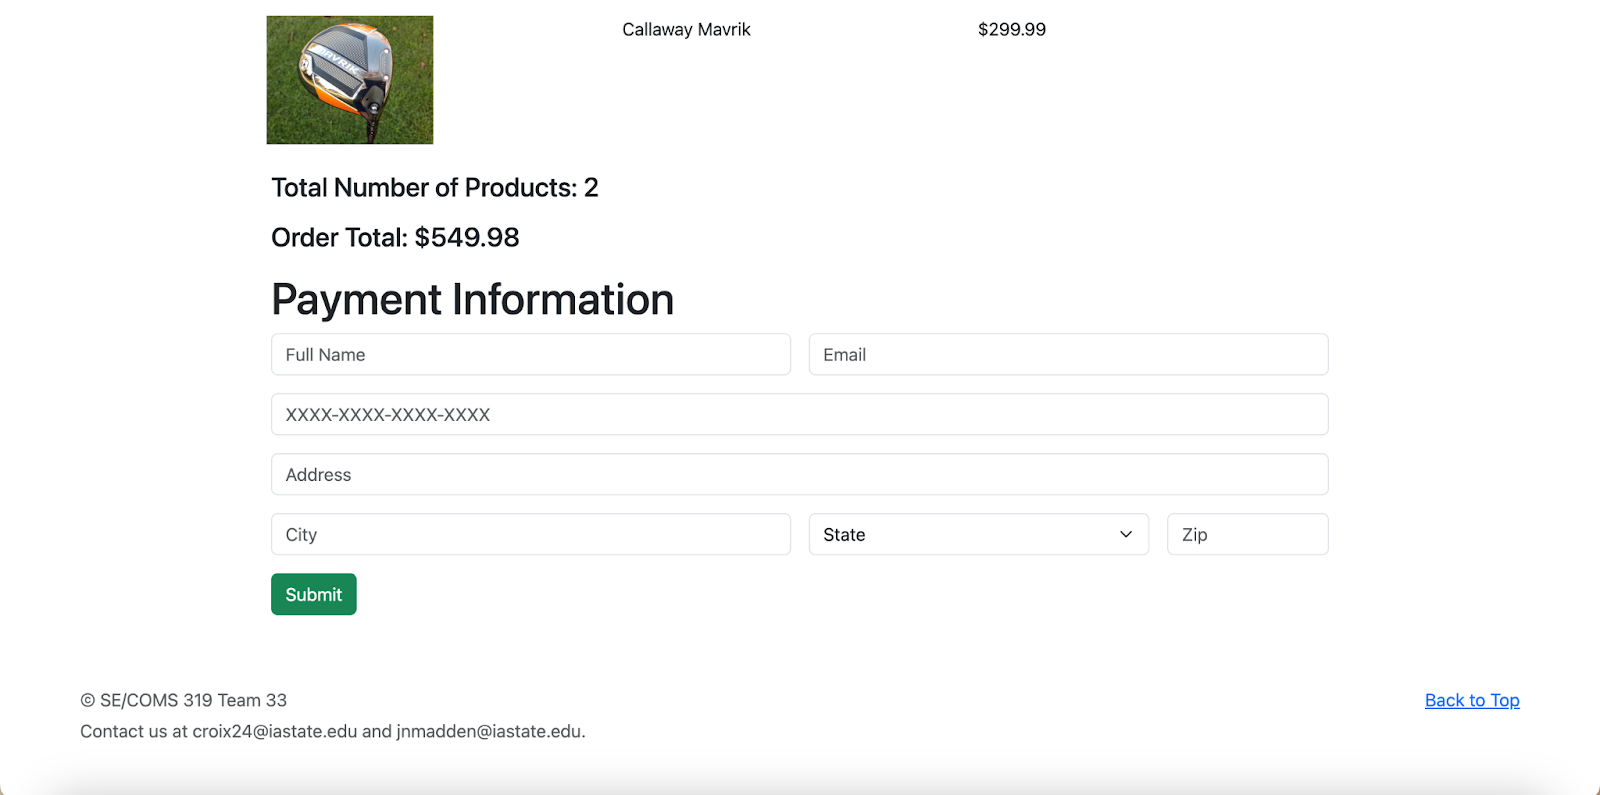 MAVRIK
Callaway Mavrik
$299.99
Total Number of Products: 2
Order Total: $549.98
Payment Information
Full Name
Email
XXXX-XXXX-XXXX-XXXX
Address
City
State
Zip
Submit
© SE/COMS 319 Team 33
Back to Top
Contact us at croix24@iastate.edu and jnmadden@iastate.edu.